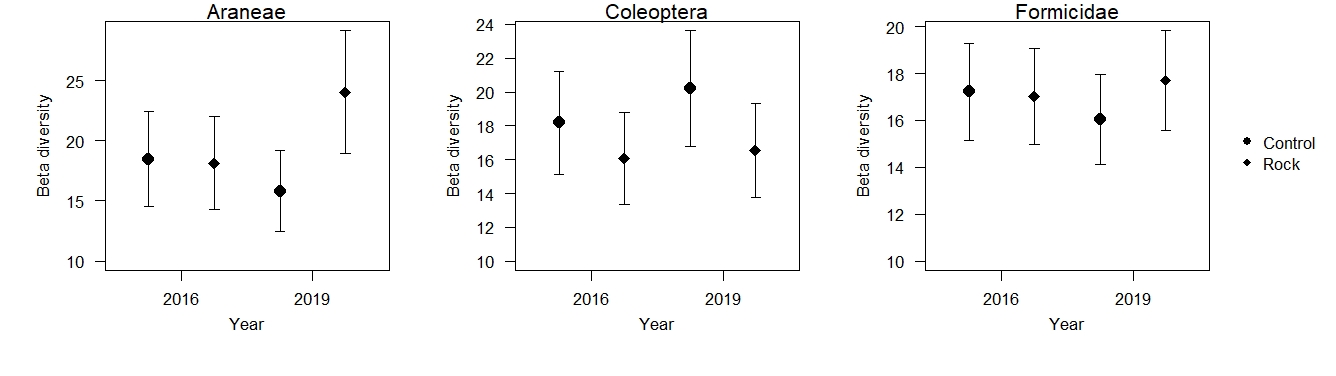 Araneae
Coleoptera
Formicidae
Beta diversity
25
20
15
10
2016
2019
Year
Beta diversity
24
22
20
18
16
14
12
10
2016
2019
Year
Beta diversity
20
18
16
14
12
10
2016
2019
Year
Control
Rock